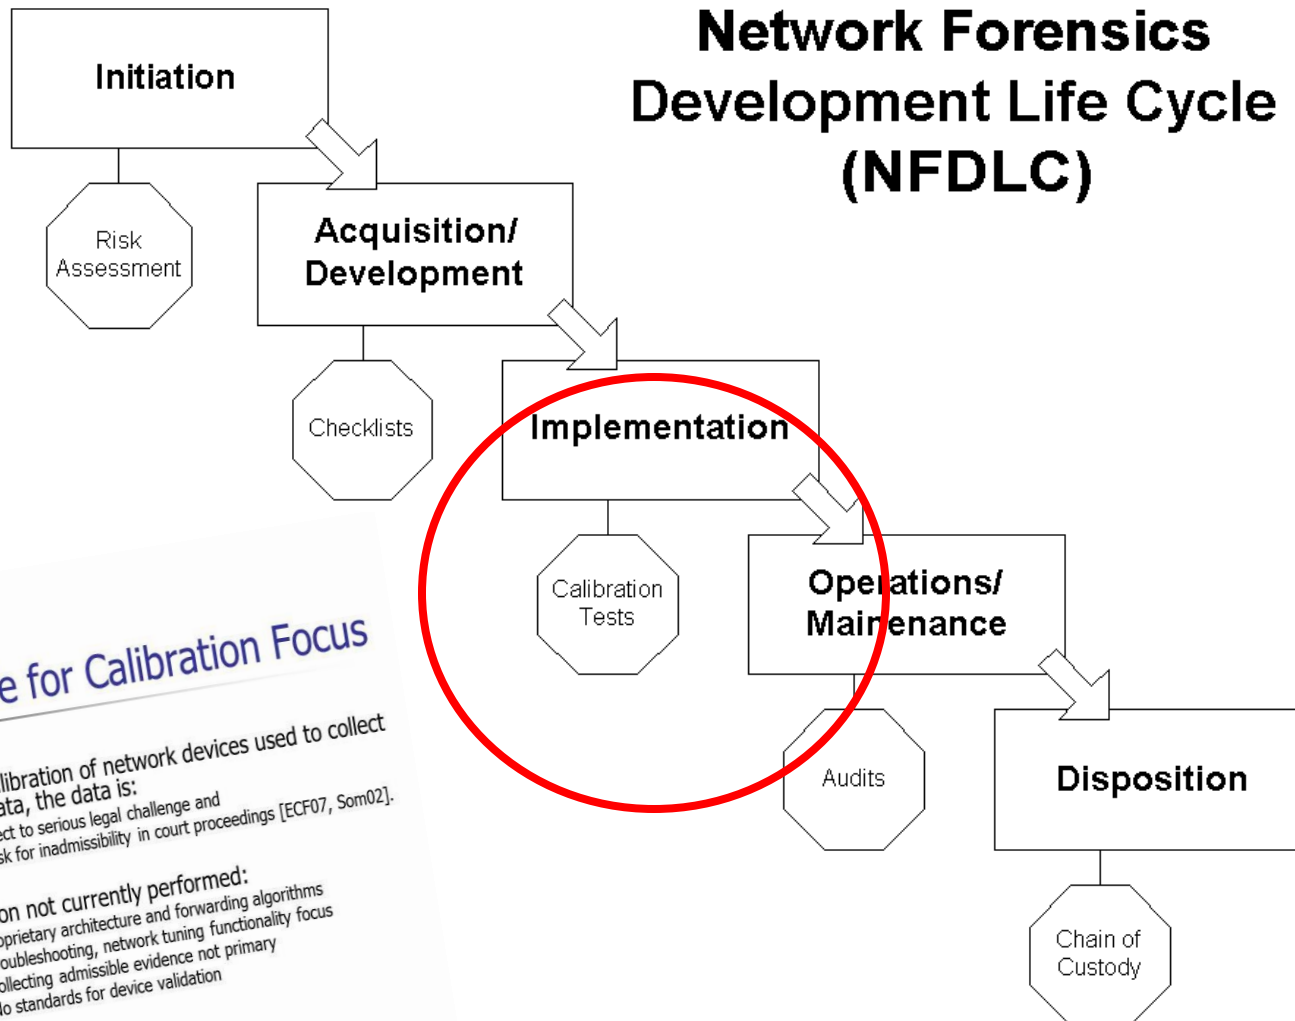 Network Forensics
Development Life Cycle
(NFDLC)
Initiation
Risk
Assessment
Acquisition/
Development
Checklists
Implementation
Calibration
Tests
Operations/
Mainenance
Audits
Disposition
Chain of
Custody
e for Calibration Focus
libration of network devices used to collect
ata, the data is:
ect to serious legal challenge and
sk for inadmissibility in court proceedings [ECF07, Som02].
on not currently performed:
oprietary architecture and forwarding algorithms
oubleshooting, network tuning functionality focus
ollecting admissible evidence not primary
lo standards for device validation